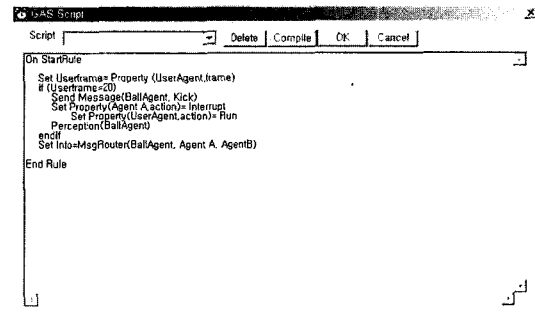 GAS Script
Script Delete Compile OK Cancel
On StartRule
Set Userframe= Property (UserAgent,frame)
if (Userframe=20)
Send Message(BallAgent, Kick)
Set Property(Agent A,action)= Interrupt
Set Property(UserAgent,action)= Run
Perception(BallAgent)
endif
Set Info=MsgRouter(BallAgent, Agent A, AgentB)
End Rule